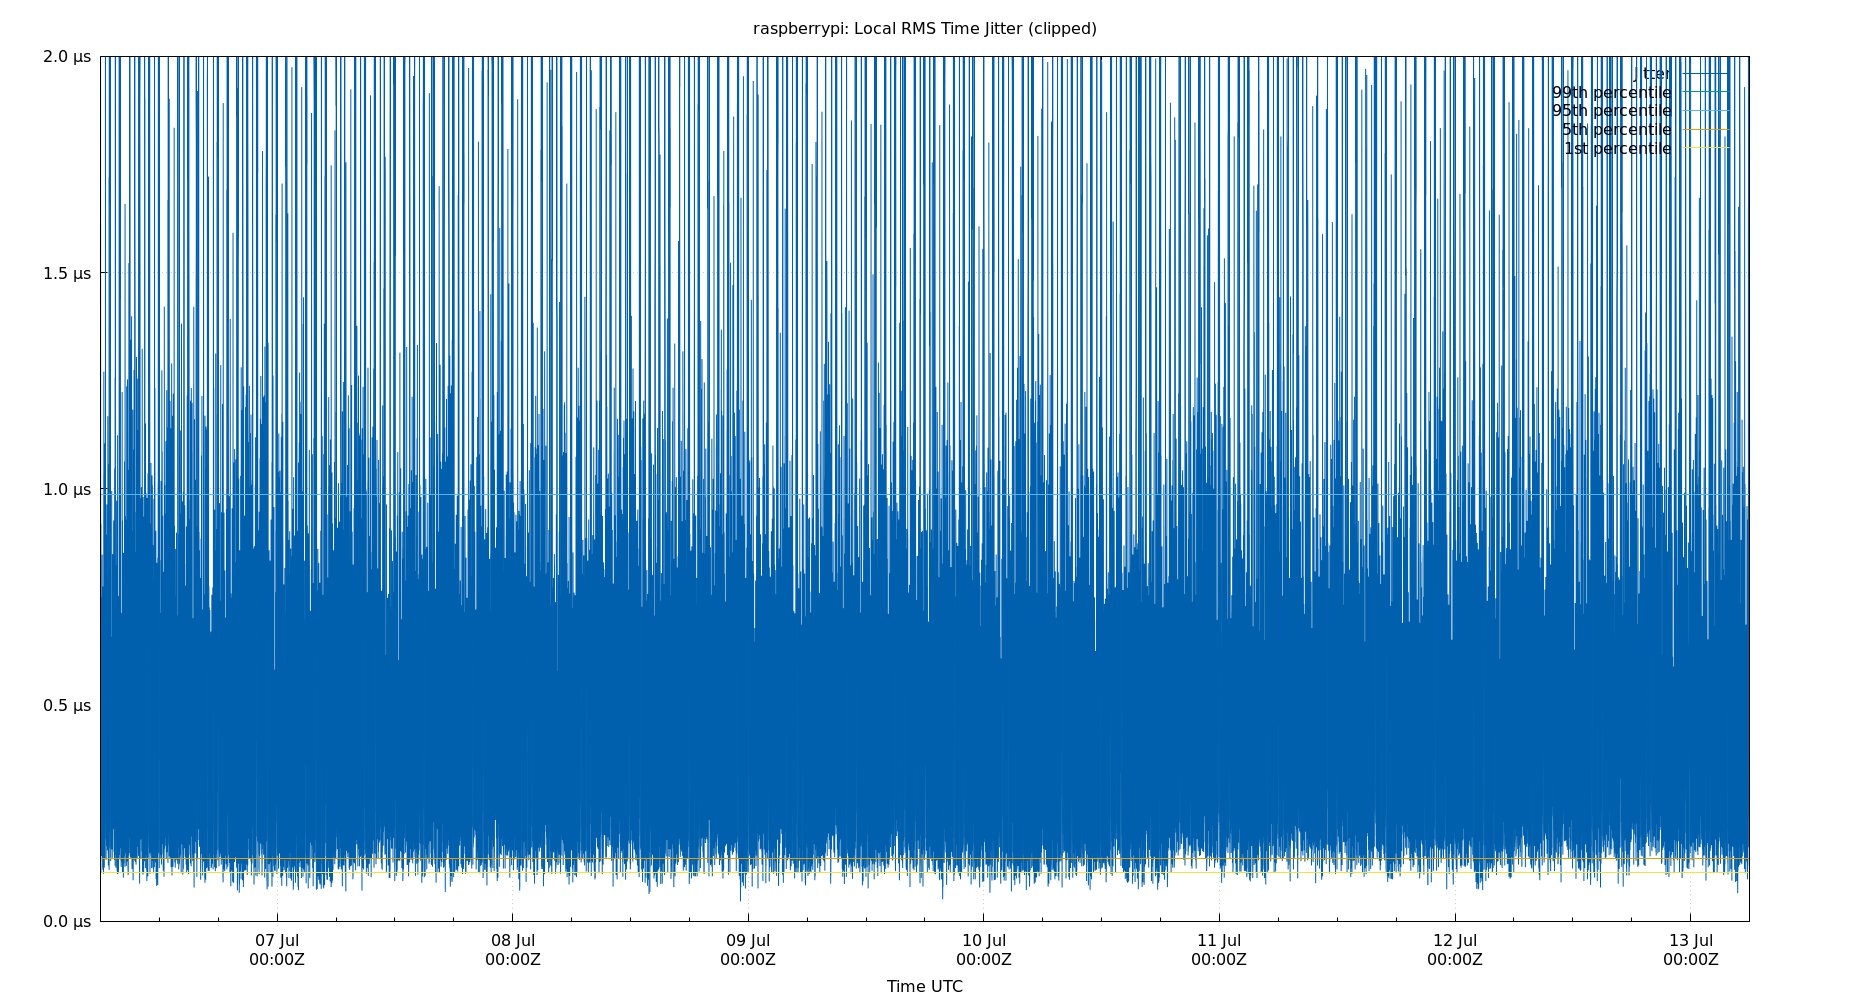 raspberrypi: Local RMS Time Jitter (clipped)
2.0 µs
1.5 µs
1.0 µs
0.5 µs
0.0 µs
Jitter
99th percentile
95th percentile
5th percentile
1st percentile
07 Jul
00:00Z
08 Jul
00:00Z
09 Jul
00:00Z
10 Jul
00:00Z
11 Jul
00:00Z
12 Jul
00:00Z
13 Jul
00:00Z
Time UTC